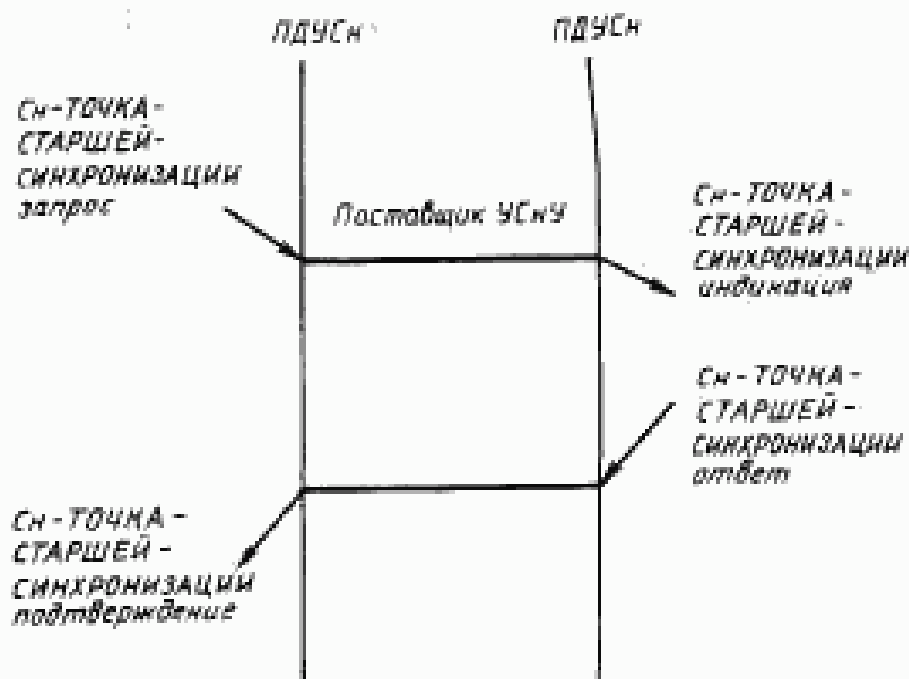 ПДУСн
ПДУСн
Сн-ТОЧКА-
СТАРШЕЙ-
СИНХРОНИЗАЦИИ
запрос
Поставщик УСнУ
Сн-ТОЧКА-
СТАРШЕЙ-
СИНХРОНИЗАЦИИ
индикация
Сн-ТОЧКА-
СТАРШЕЙ-
СИНХРОНИЗАЦИИ
ответ
Сн-ТОЧКА-
СТАРШЕЙ-
СИНХРОНИЗАЦИИ
подтверждение